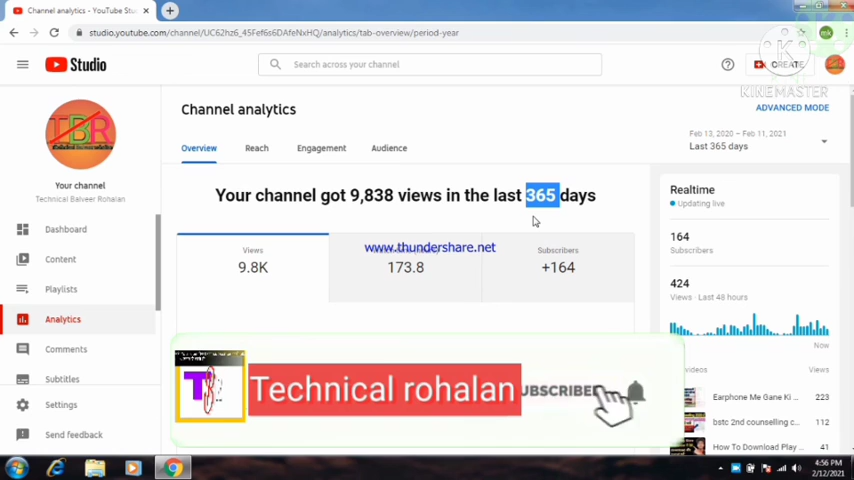 Channel analytics - YouTube Stu
studio.youtube.com/channel/UC62hz6_45Fef6s6DAfeNxHQ/analytics/tab-overview/period-year
mk
Studio
Search across your channel
CREATE
K
KINEMASTER
TBR
Your channel
Technical Balveer Rohalan
Dashboard
Content
Playlists
Analytics
Comments
Subtitles
Settings
Send feedback
Channel analytics
ADVANCED MODE
Overview
Reach
Engagement
Audience
Feb 13, 2020 – Feb 11, 2021
Last 365 days
Your channel got 9,838 views in the last 365 days
Views
9.8K
www.thundershare.net
173.8
Subscribers
+164
Realtime
Updating live
164
Subscribers
424
Views · Last 48 hours
Now
videos
Views
Earphone Me Gane Ki ...
223
bstc 2nd counselling c...
112
How To Download Play ...
41
Technical rohalan
UBSCRIBE
4:56 PM
2/12/2021